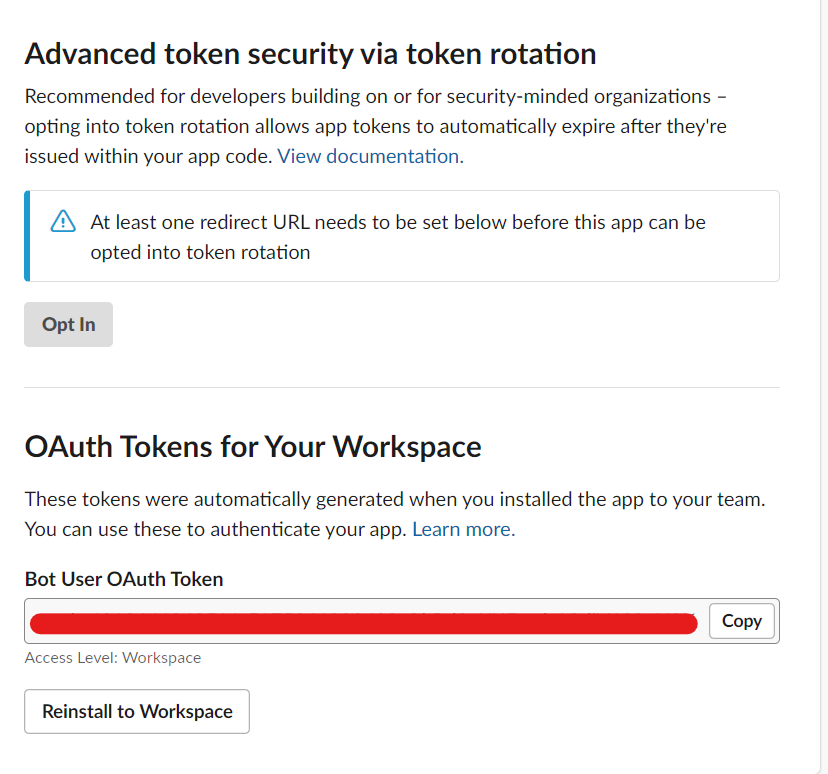 Advanced token security via token rotation
Recommended for developers building on or for security-minded organizations –
opting into token rotation allows app tokens to automatically expire after they're
issued within your app code. View documentation.
At least one redirect URL needs to be set below before this app can be
opted into token rotation
Opt In
OAuth Tokens for Your Workspace
These tokens were automatically generated when you installed the app to your team.
You can use these to authenticate your app. Learn more.
Bot User OAuth Token
Copy
Access Level: Workspace
Reinstall to Workspace